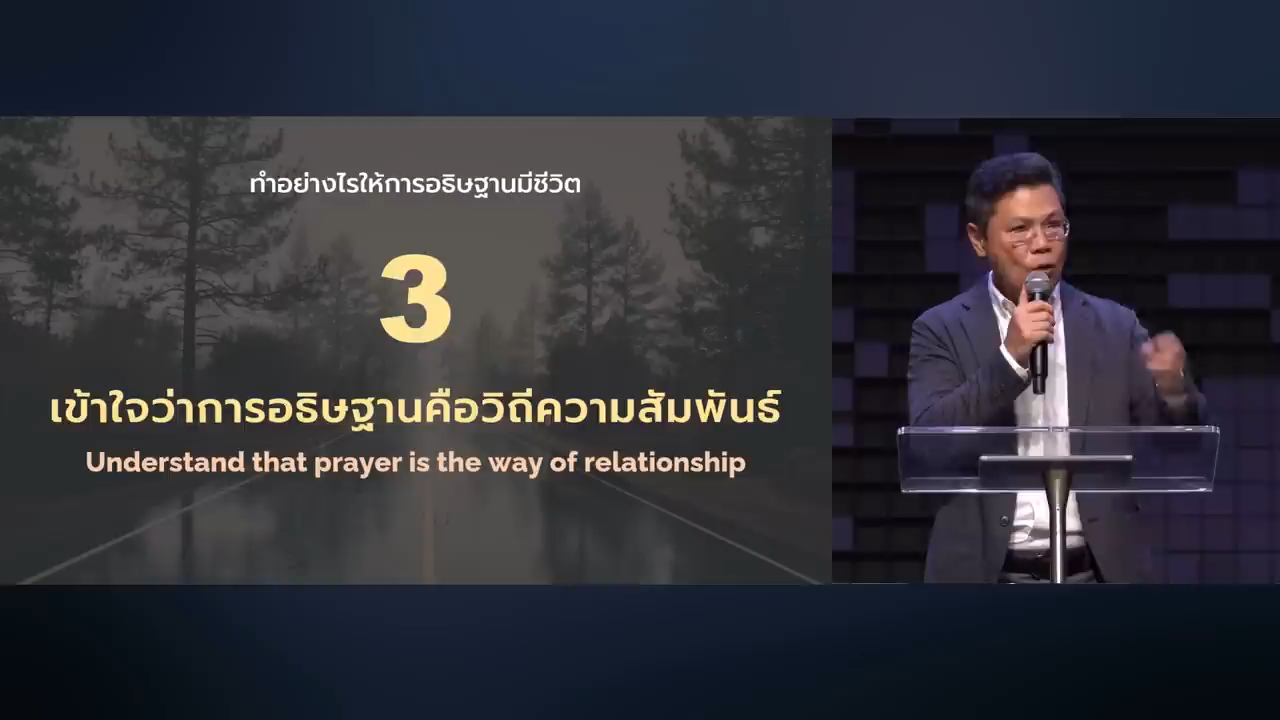 ทำอย่างไรให้การอธิษฐานมีชีวิต
3
เข้าใจว่าการอธิษฐานคือวิถีความสัมพันธ์
Understand that prayer is the way of relationship